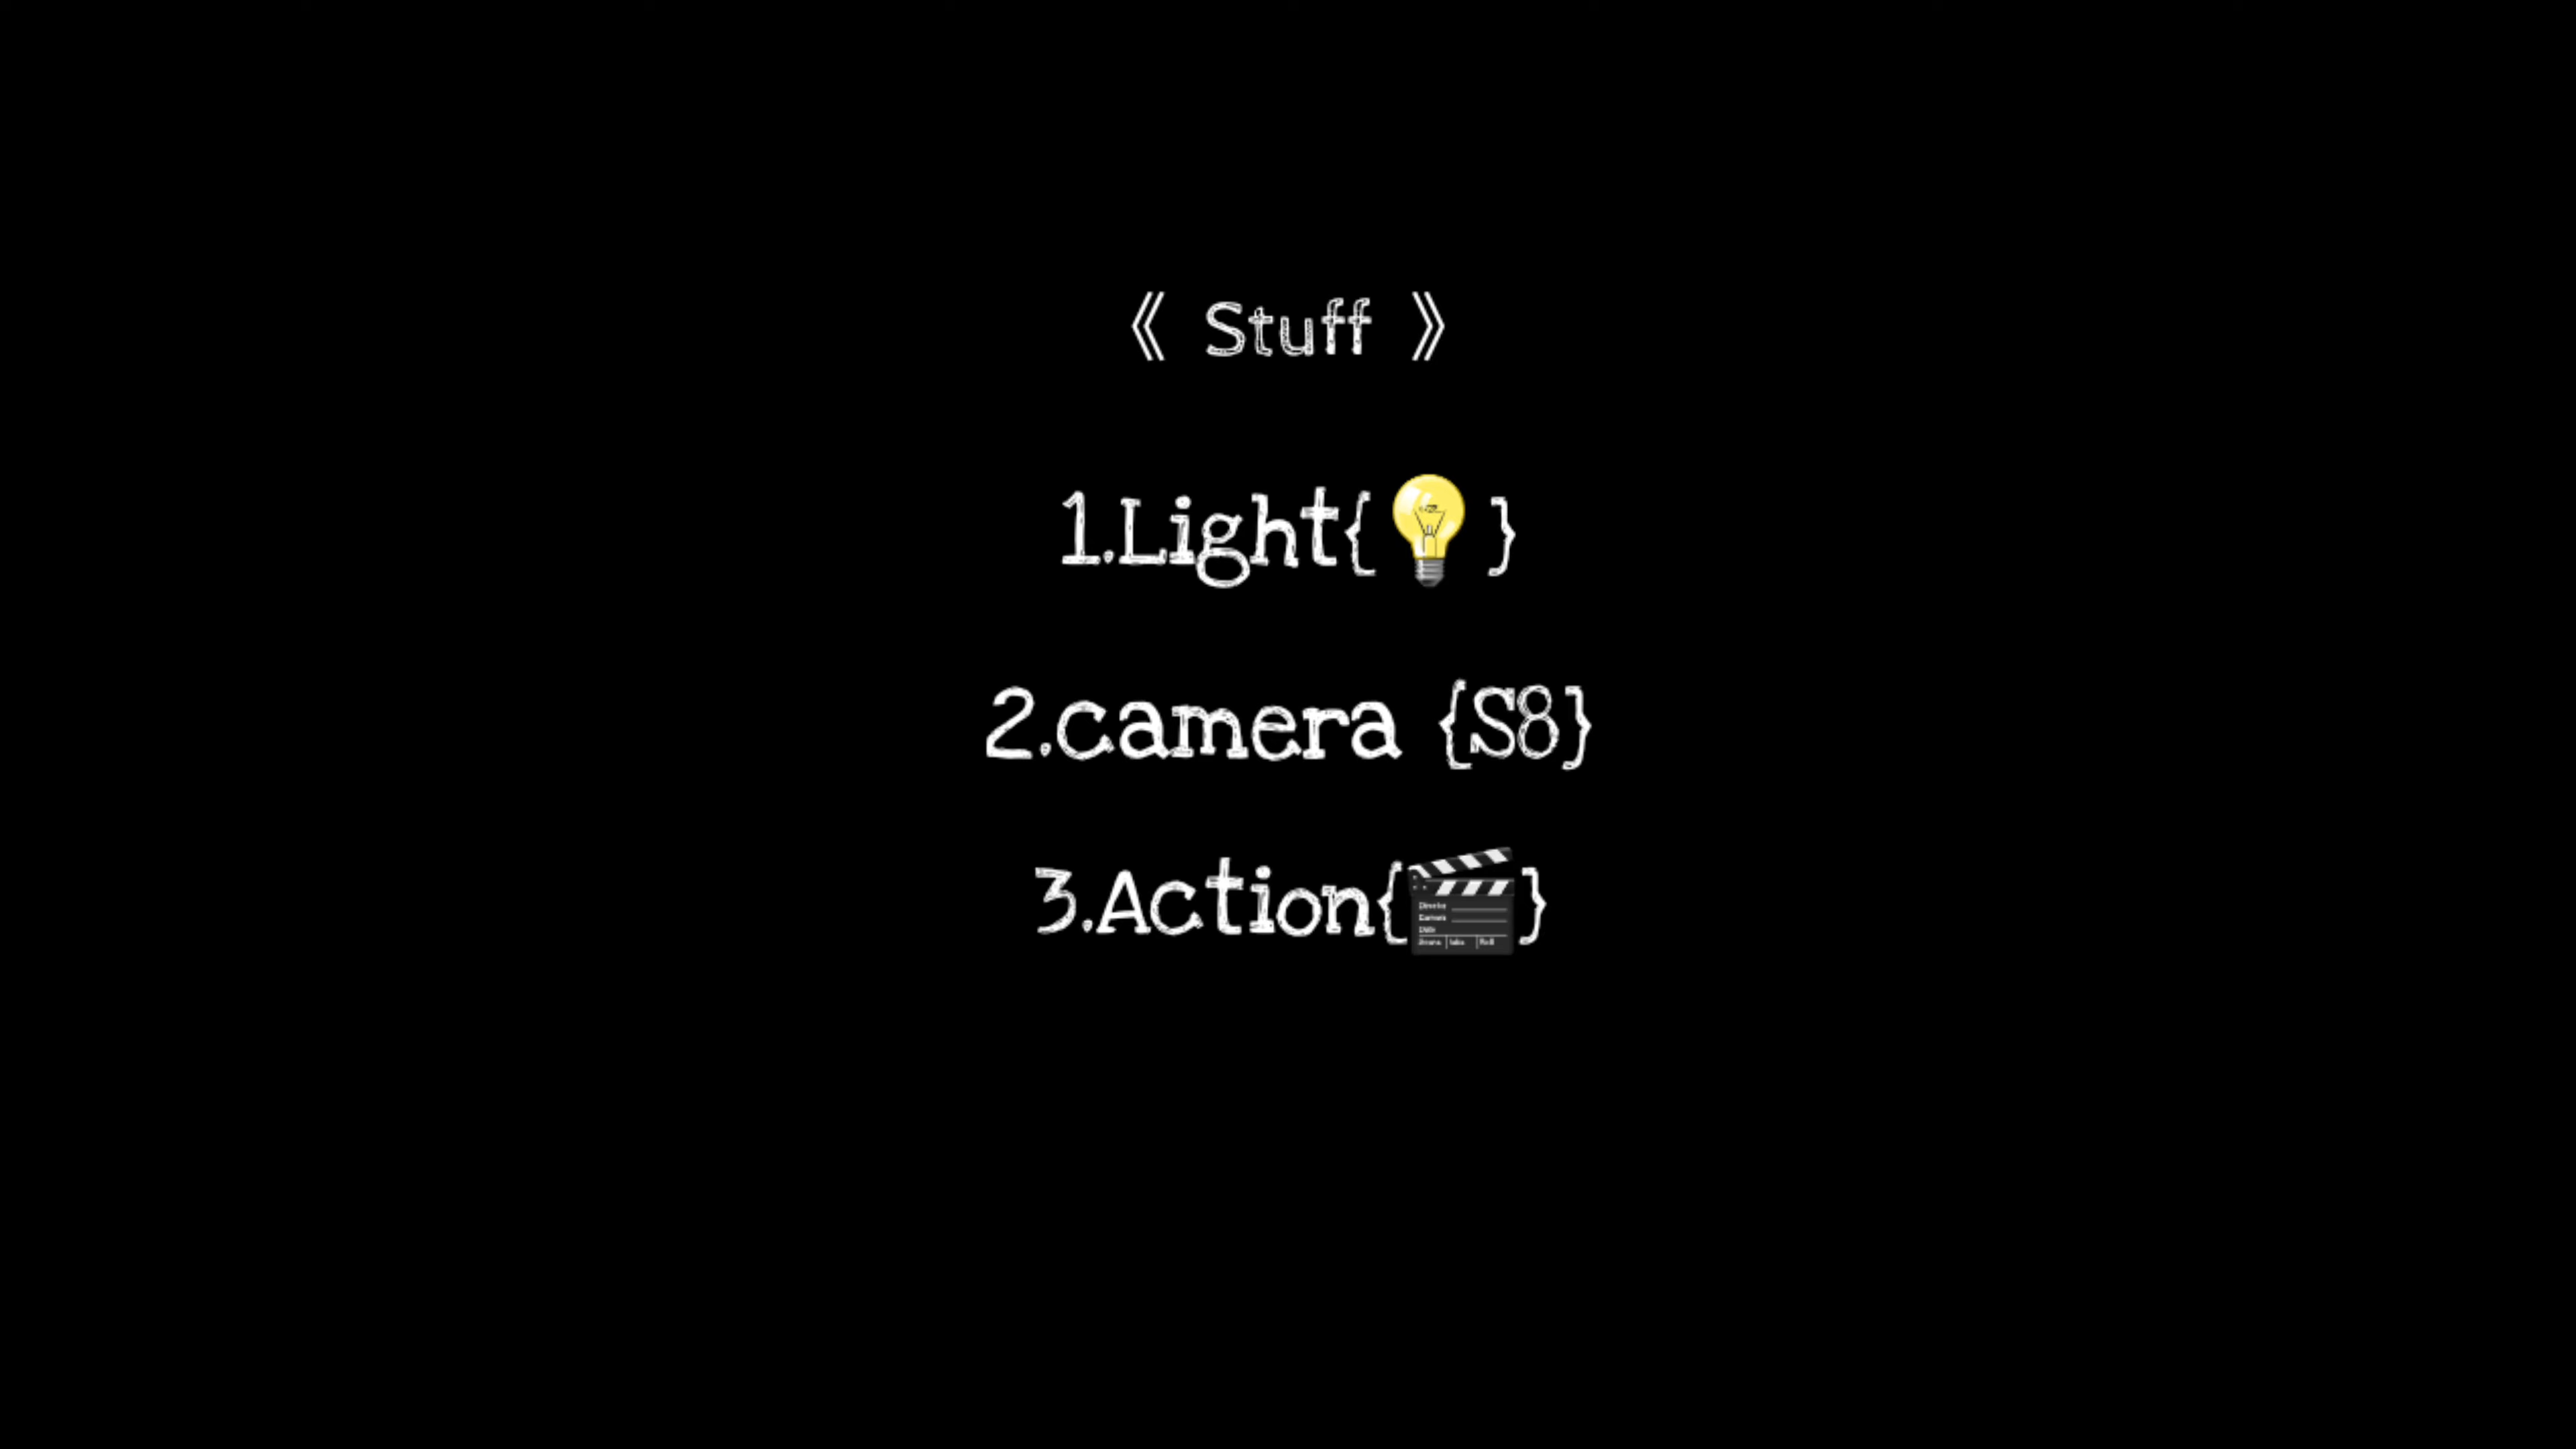 《 Stuff 》
1.Light{💡}
2.camera {S8}
3.Action{🎬}